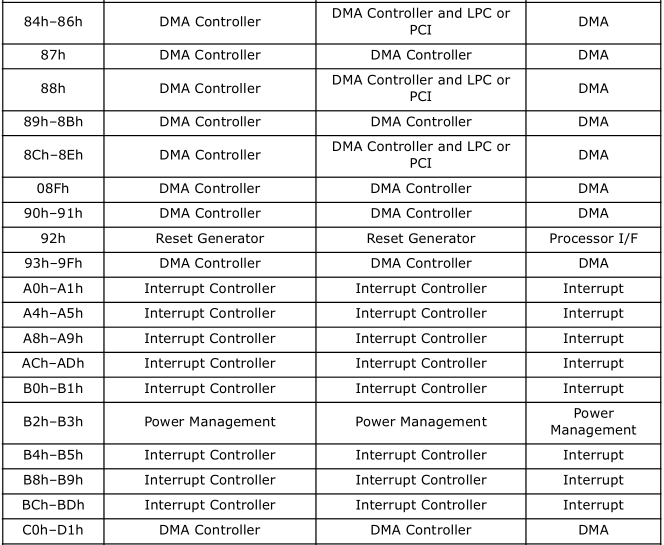 84h–86h DMA Controller DMA Controller and LPC or PCI DMA
87h DMA Controller DMA Controller DMA
88h DMA Controller DMA Controller and LPC or PCI DMA
89h–8Bh DMA Controller DMA Controller DMA
8Ch–8Eh DMA Controller DMA Controller and LPC or PCI DMA
08Fh DMA Controller DMA Controller DMA
90h–91h DMA Controller DMA Controller DMA
92h Reset Generator Reset Generator Processor I/F
93h–9Fh DMA Controller DMA Controller DMA
A0h–A1h Interrupt Controller Interrupt Controller Interrupt
A4h–A5h Interrupt Controller Interrupt Controller Interrupt
A8h–A9h Interrupt Controller Interrupt Controller Interrupt
ACh–ADh Interrupt Controller Interrupt Controller Interrupt
B0h–B1h Interrupt Controller Interrupt Controller Interrupt
B2h–B3h Power Management Power Management Power Management
B4h–B5h Interrupt Controller Interrupt Controller Interrupt
B8h–B9h Interrupt Controller Interrupt Controller Interrupt
BCh–BDh Interrupt Controller Interrupt Controller Interrupt
C0h–D1h DMA Controller DMA Controller DMA